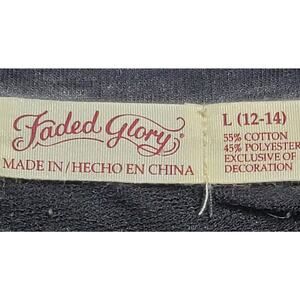 Faded Glory®
MADE IN/HECHO EN CHINA
L (12-14)
55% COTTON
45% POLYESTER
EXCLUSIVE OF
DECORATION